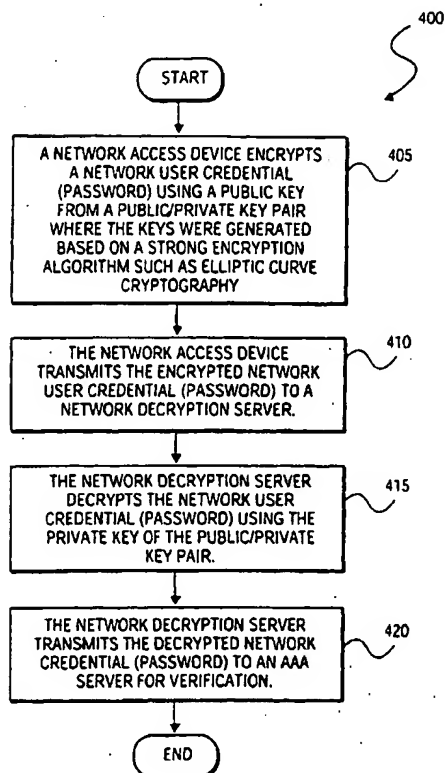 400
START
A NETWORK ACCESS DEVICE ENCRYPTS
A NETWORK USER CREDENTIAL
(PASSWORD) USING A PUBLIC KEY
FROM A PUBLIC/PRIVATE KEY PAIR
WHERE THE KEYS WERE GENERATED
BASED ON A STRONG ENCRYPTION
ALGORITHM SUCH AS ELLIPTIC CURVE
CRYPTOGRAPHY
405
THE NETWORK ACCESS DEVICE
TRANSMITS THE ENCRYPTED NETWORK
USER CREDENTIAL (PASSWORD) TO A
NETWORK DECRYPTION SERVER.
410
THE NETWORK DECRYPTION SERVER
DECRYPTS THE NETWORK USER
CREDENTIAL (PASSWORD) USING THE
PRIVATE KEY OF THE PUBLIC/PRIVATE
KEY PAIR.
415
THE NETWORK DECRYPTION SERVER
TRANSMITS THE DECRYPTED NETWORK
CREDENTIAL (PASSWORD) TO AN AAA
SERVER FOR VERIFICATION.
420
END